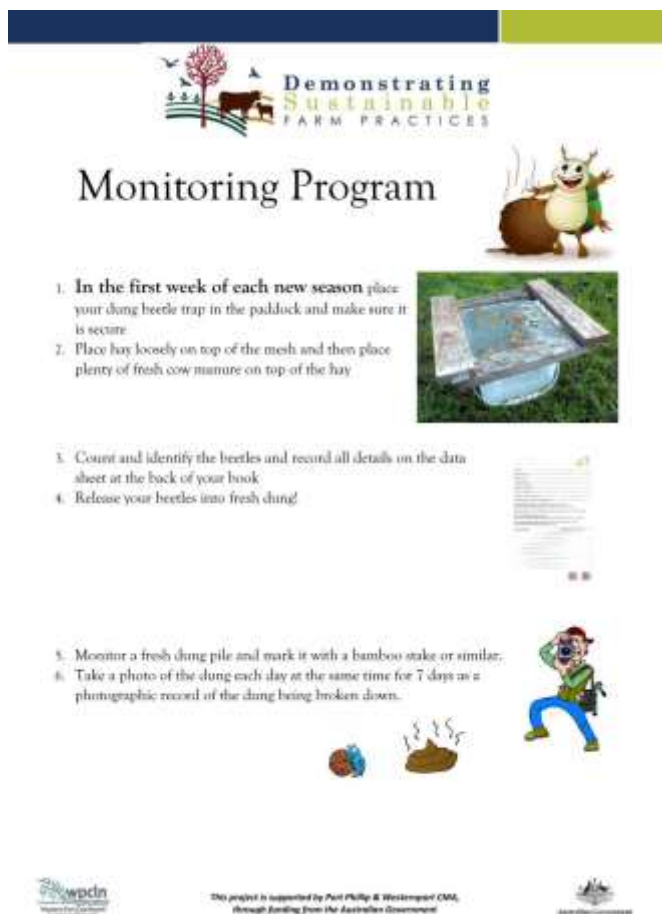 Demonstrating
Sustainable
FARM PRACTICES
Monitoring Program
1. In the first week of each new season place
your dung beetle trap in the paddock and make sure it
is secure
2. Place hay loosely on top of the mesh and then place
plenty of fresh cow manure on top of the hay
3. Count and identify the beetles and record all details on the data
sheet at the back of your book
4. Release your beetles into fresh dung!
5. Monitor a fresh dung pile and mark it with a bamboo stake or similar.
6. Take a photo of the dung each day at the same time for 7 days as a
photographic record of the dung being broken down.
wpcln
This project is supported by Port Phillip & Westernport CMA,
through funding from the Australian Government